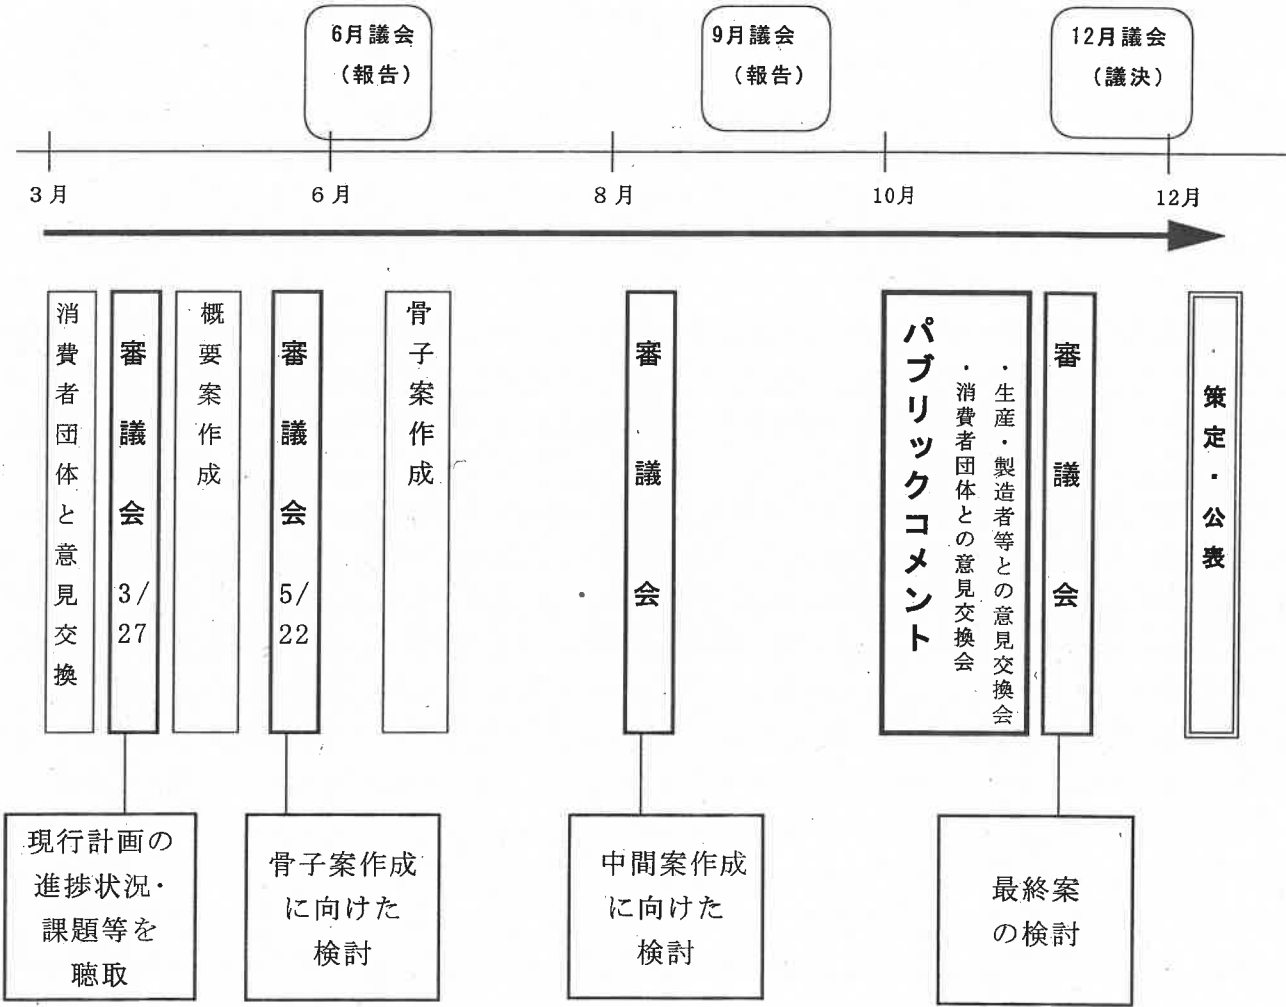 6月議会
（報告）
9月議会
（報告）
12月議会
（議決）
3月
6月
8月
10月
12月
消費者団体と意見交換
審議会 3/27
概要案作成
審議会 5/22
骨子案作成
審議会
パブリックコメント
・消費者団体との意見交換会
・生産・製造者等との意見交換会
審議会
策定・公表
現行計画の
進捗状況・
課題等を
聴取
骨子案作成
に向けた
検討
中間案作成
に向けた
検討
最終案
の検討